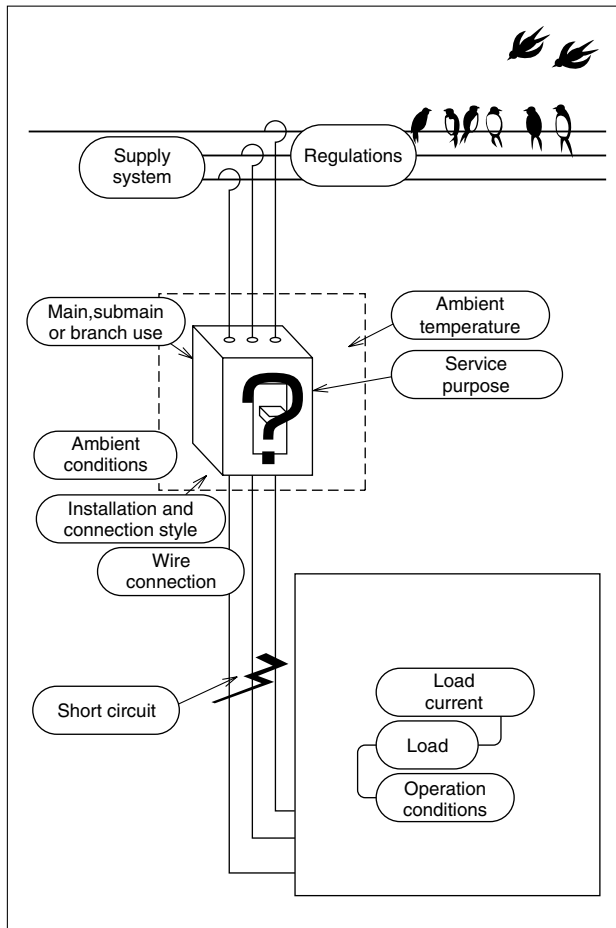 Supply
system
Regulations
Main,submain
or branch use
Ambient
temperature
Service
purpose
?
Ambient
conditions
Installation and
connection style
Wire
connection
Short circuit
Load
current
Load
Operation
conditions